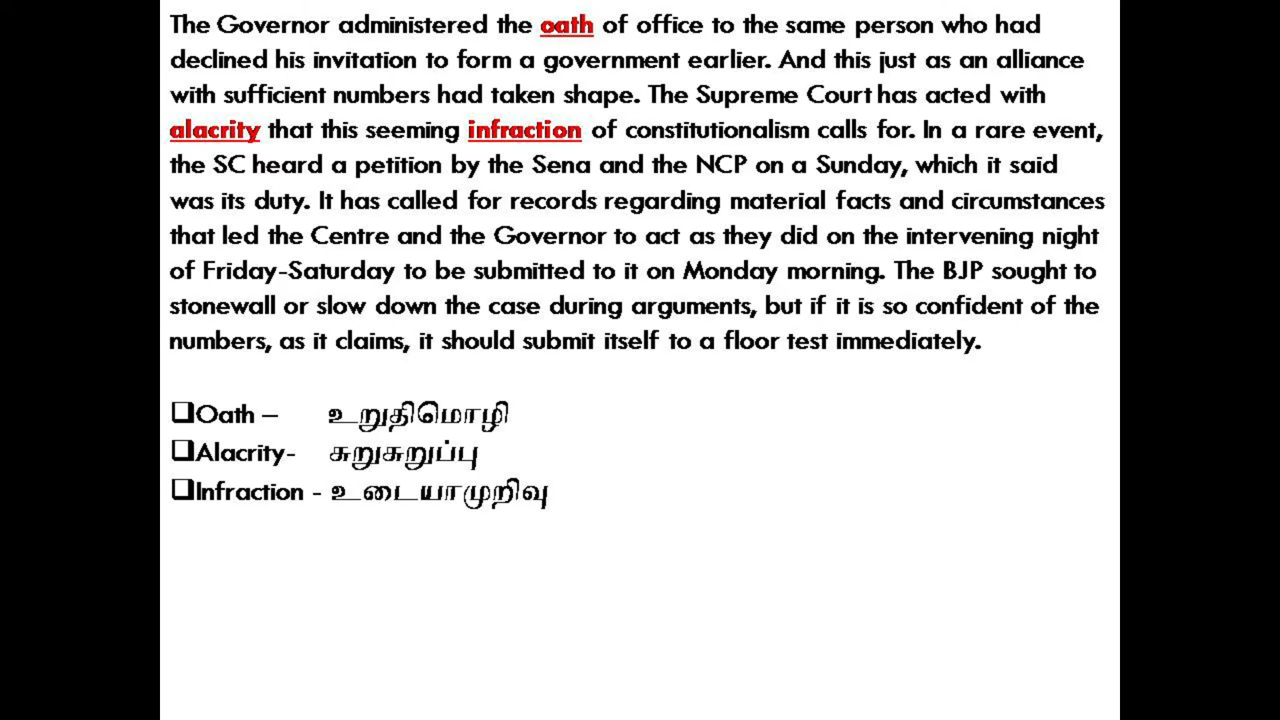 The Governor administered the oath of office to the same person who had
declined his invitation to form a government earlier. And this just as an alliance
with sufficient numbers had taken shape. The Supreme Court has acted with
alacrity that this seeming infraction of constitutionalism calls for. In a rare event,
the SC heard a petition by the Sena and the NCP on a Sunday, which it said
was its duty. It has called for records regarding material facts and circumstances
that led the Centre and the Governor to act as they did on the intervening night
of Friday-Saturday to be submitted to it on Monday morning. The BJP sought to
stonewall or slow down the case during arguments, but if it is so confident of the
numbers, as it claims, it should submit itself to a floor test immediately.
❑Oath – உறுதிமொழி
❑Alacrity- சுறுசுறுப்பு
❑Infraction - உடையாமுறிவு